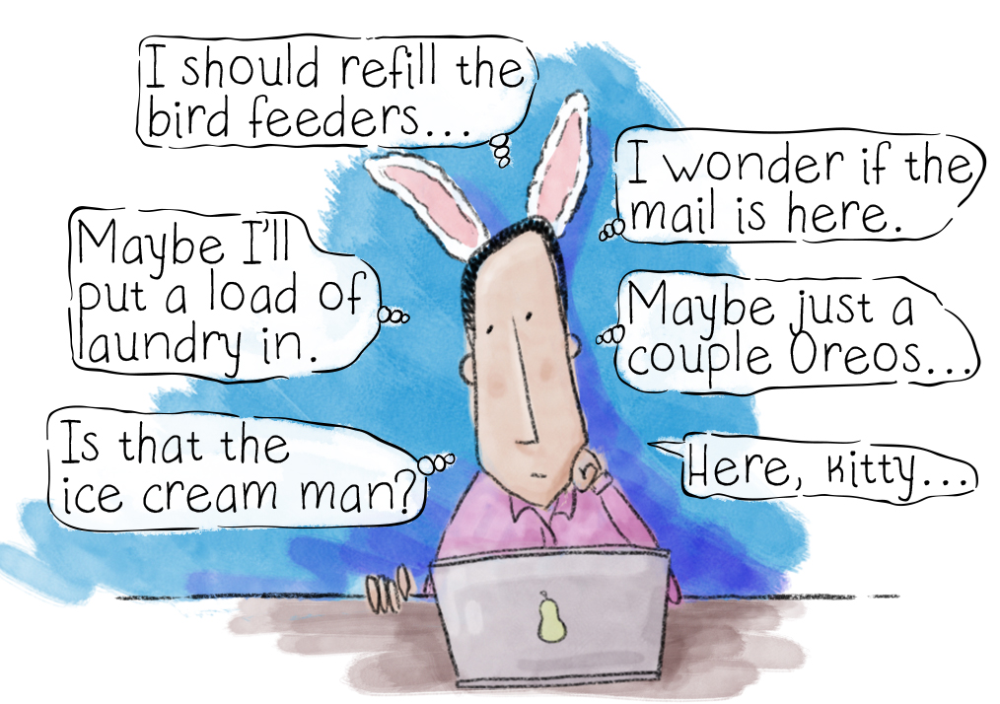 I should refill the
bird feeders...
I wonder if the
mail is here.
Maybe I'll
put a load of
laundry in.
Maybe just a
couple Oreos...
Is that the
ice cream man?
Here, kitty...